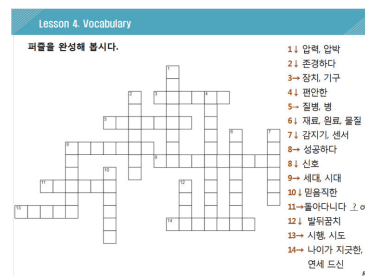 Lesson 4. Vocabulary
퍼즐을 완성해 봅시다.
1↓ 압력, 압박
2↓ 존경하다
3→ 장치, 기구
4↓ 편안한
5→ 질병, 병
6↓ 재료, 원료, 물질
7↓ 감지기, 센서
8→ 성공하다
8↓ 신호
9→ 세대, 시대
10↓ 믿음직한
11→돌아다니다
12↓ 발뒤꿈치
13→ 시행, 시도
14→ 나이가 지긋한,
연세 드신